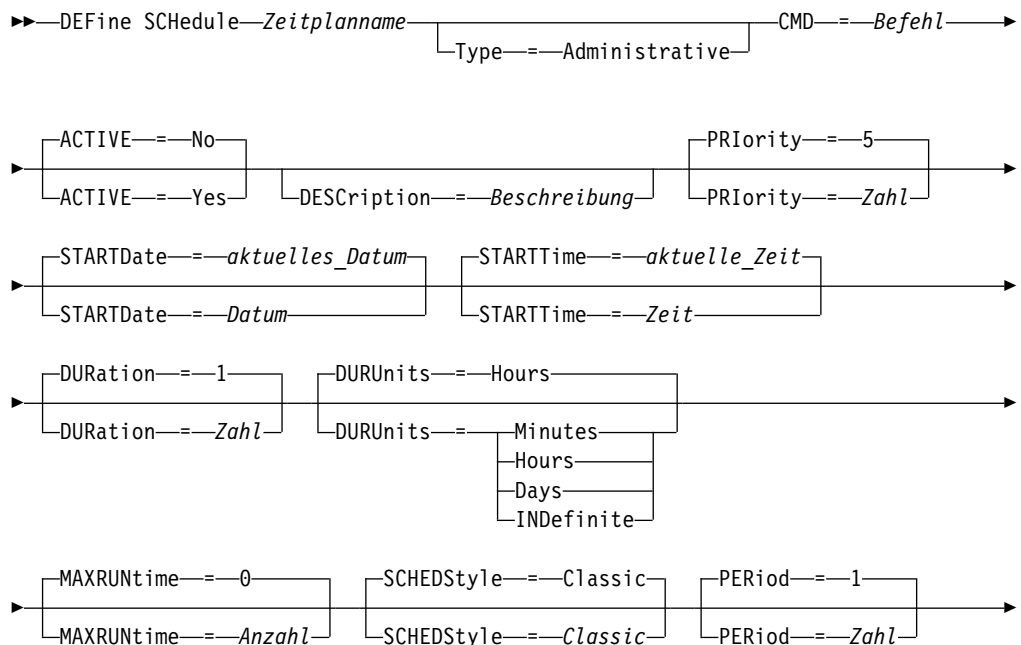 DEFine SCHedule Zeitplanname CMD = Befehl
Type = Administrative
ACTIVE = No PRIority = 5
ACTIVE = Yes DESCription = Beschreibung PRIority = Zahl
STARTDate = aktuelles_Datum STARTTime = aktuelle_Zeit
STARTDate = Datum STARTTime = Zeit
DURation = 1 DURUnits = Hours
DURation = Zahl DURUnits = Minutes
Hours
Days
INDefinite
MAXRUNtime = 0 SCHEDStyle = Classic PERiod = 1
MAXRUNtime = Anzahl SCHEDStyle = Classic PERiod = Zahl